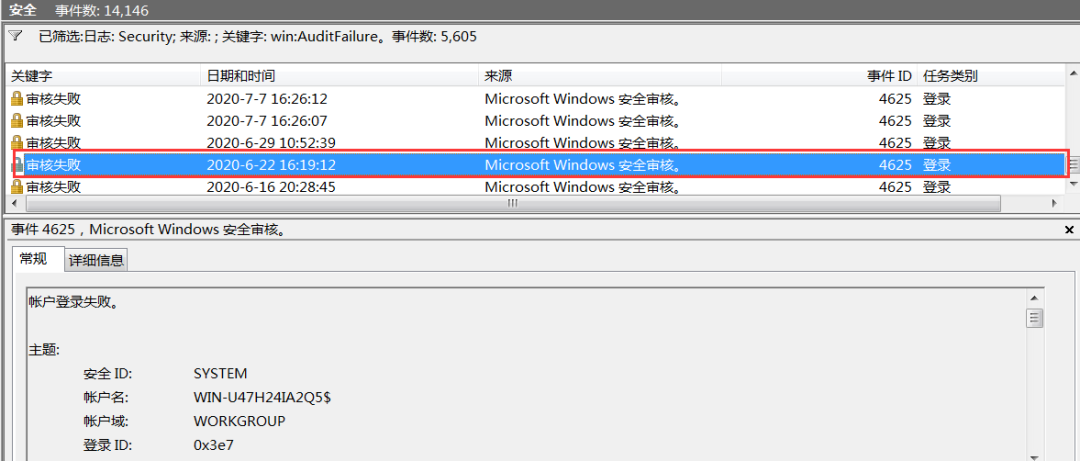 安全 事件数: 14,146
已筛选:日志: Security; 来源: ; 关键字: win:AuditFailure。事件数: 5,605
关键字 日期和时间 来源 事件 ID 任务类别
审核失败 2020-7-7 16:26:12 Microsoft Windows 安全审核。 4625 登录
审核失败 2020-7-7 16:26:07 Microsoft Windows 安全审核。 4625 登录
审核失败 2020-6-29 10:52:39 Microsoft Windows 安全审核。 4625 登录
审核失败 2020-6-22 16:19:12 Microsoft Windows 安全审核。 4625 登录
审核失败 2020-6-16 20:28:45 Microsoft Windows 安全审核。 4625 登录
事件 4625，Microsoft Windows 安全审核。
常规 详细信息
帐户登录失败。
主题:
安全 ID: SYSTEM
帐户名: WIN-U47H24IA2Q5$
帐户域: WORKGROUP
登录 ID: 0x3e7